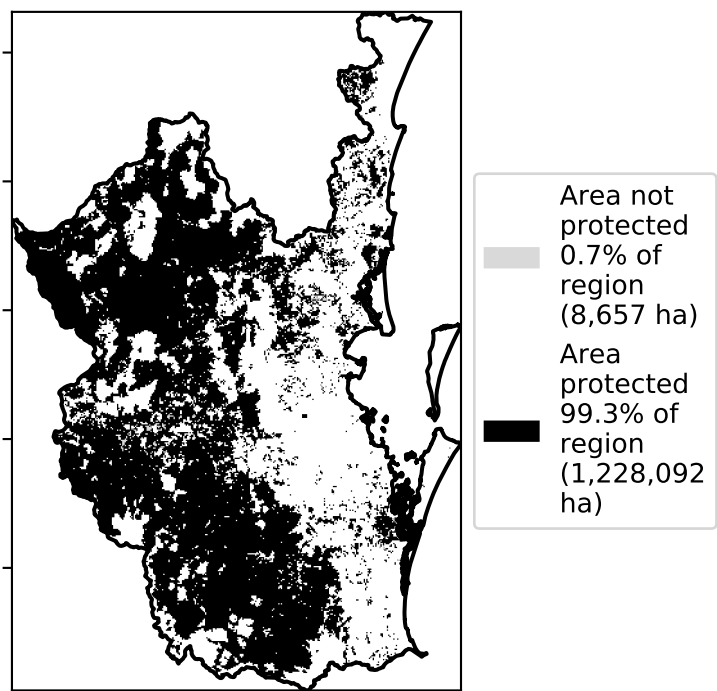 Area not
protected
0.7% of
region
(8,657 ha)
Area
protected
99.3% of
region
(1,228,092
ha)